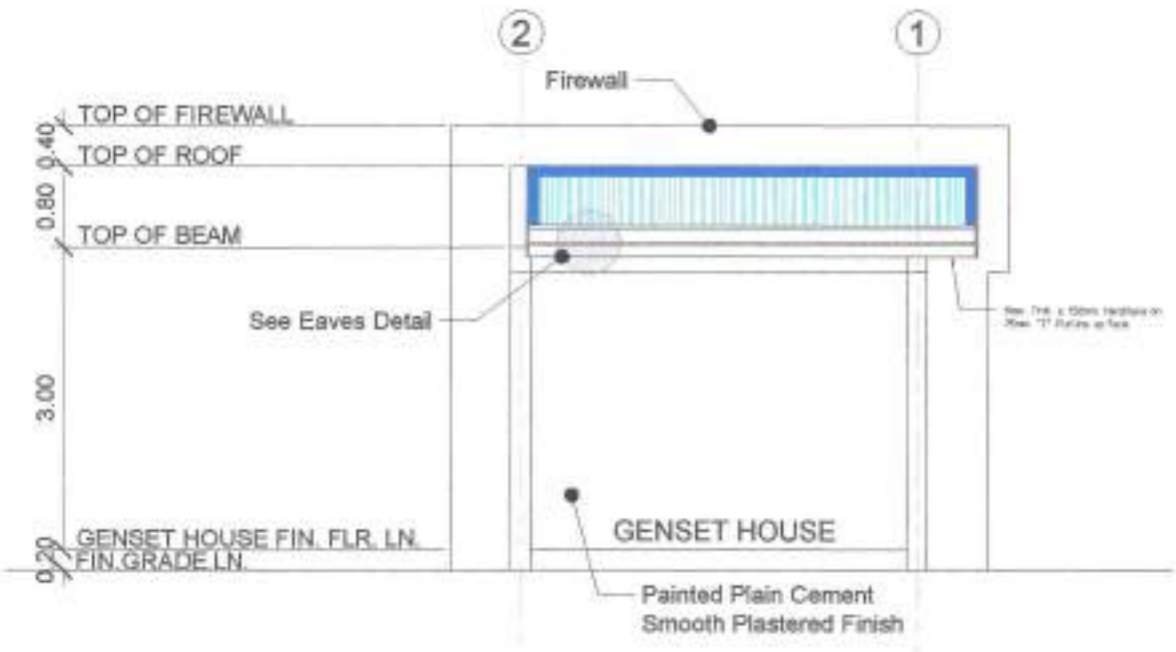 2
1
Firewall
TOP OF FIREWALL
0.40
TOP OF ROOF
0.80
TOP OF BEAM
See Eaves Detail
3.00
GENSET HOUSE FIN. FLR. LN.
GENSET HOUSE
0.20
FIN.GRADE.LN.
Painted Plain Cement
Smooth Plastered Finish